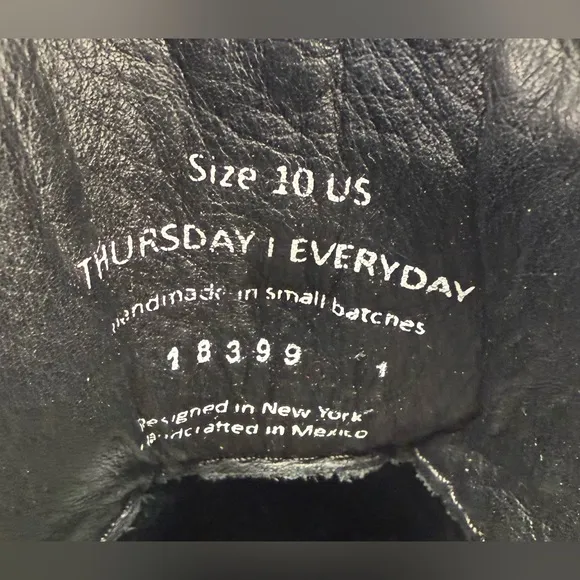 Size 10 US
THURSDAY | EVERYDAY
Handmade in small batches
18399 1
Designed in New York
Handcrafted in Mexico